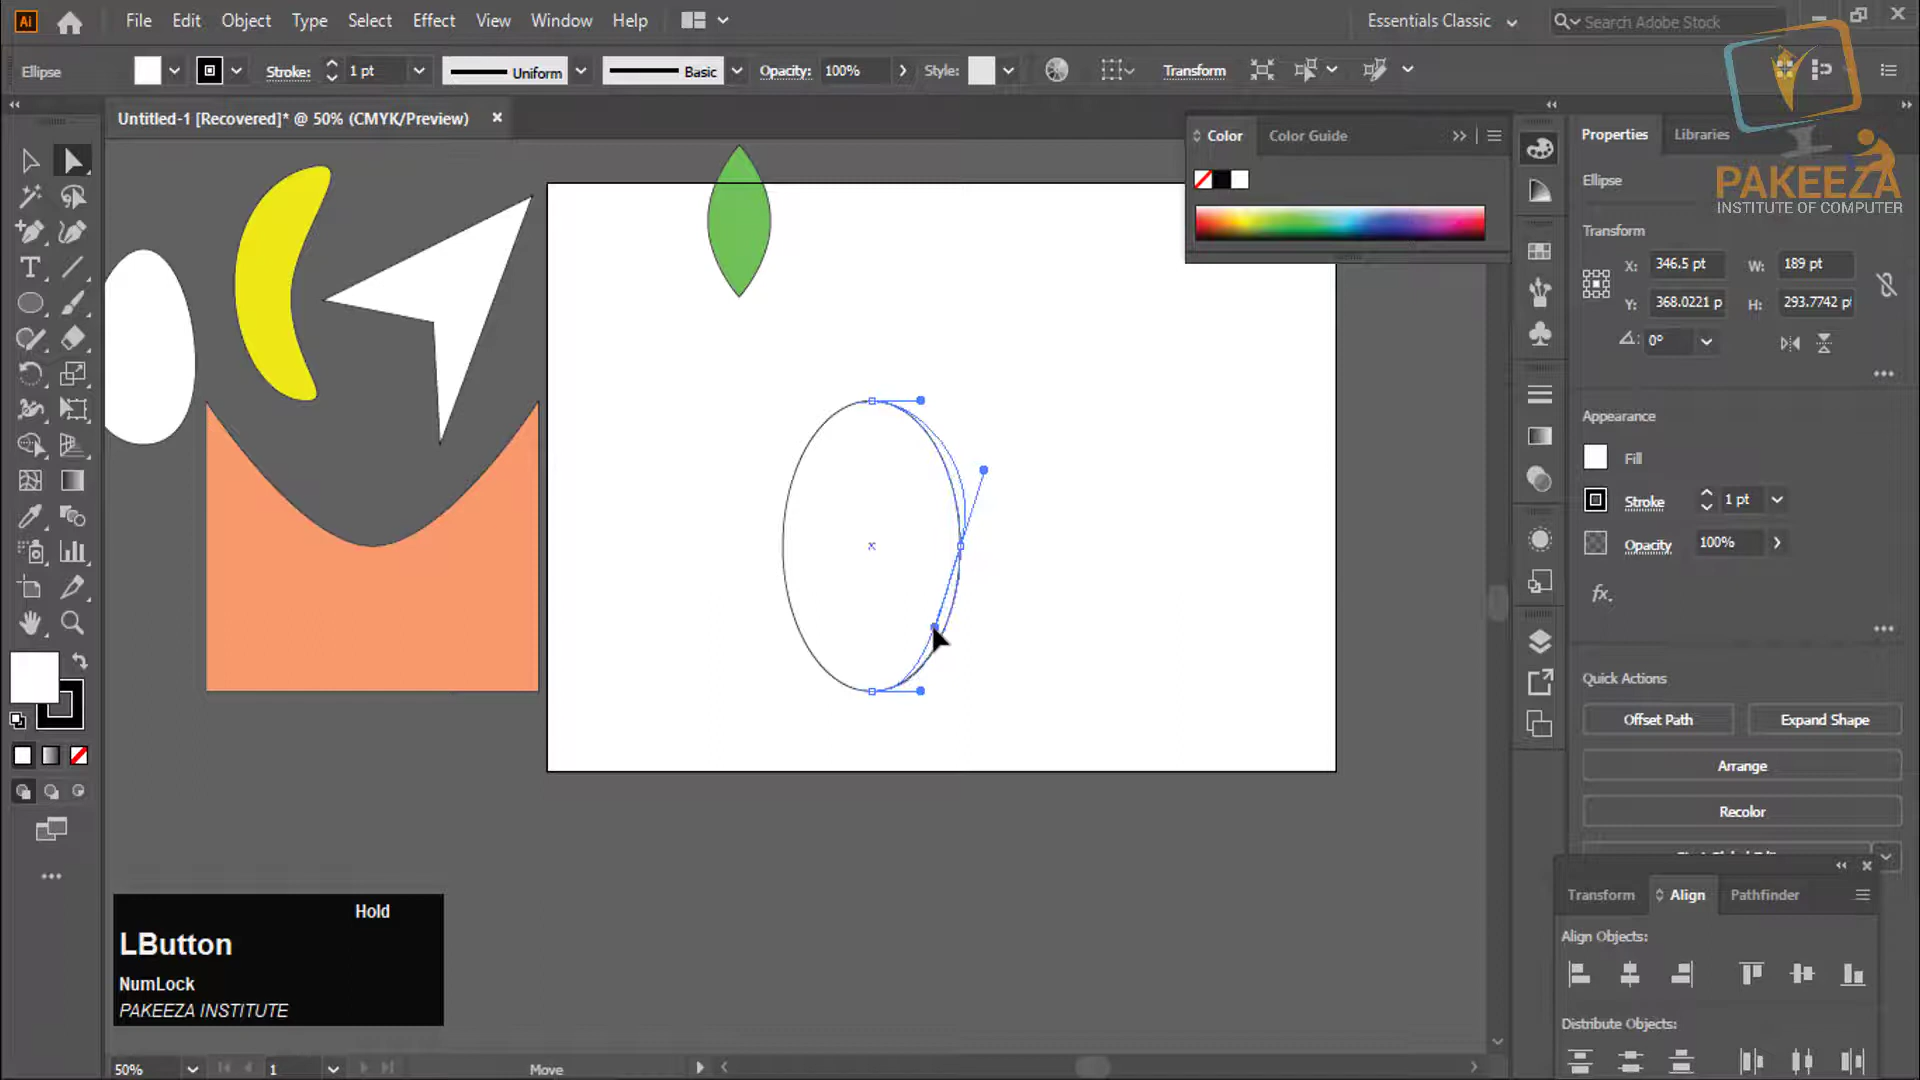 Ai
File Edit Object Type Select Effect View Window Help
Essentials Classic
Search Adobe Stock
Ellipse
Stroke: 1 pt
Uniform
Basic
Opacity: 100%
Style:
Transform
Untitled-1 [Recovered]* @ 50% (CMYK/Preview)
Color
Color Guide
Properties
Libraries
PAKEEZA
INSTITUTE OF COMPUTER
Ellipse
Transform
X: 346.5 pt W: 189 pt
Y: 368.0221 p H: 293.7742 pt
0°
Appearance
Fill
Stroke 1 pt
Opacity 100%
fx.
Quick Actions
Offset Path
Expand Shape
Arrange
Recolor
Transform
Align
Pathfinder
Align Objects:
Distribute Objects:
Hold
LButton
NumLock
PAKEEZA INSTITUTE
50%
1
Move